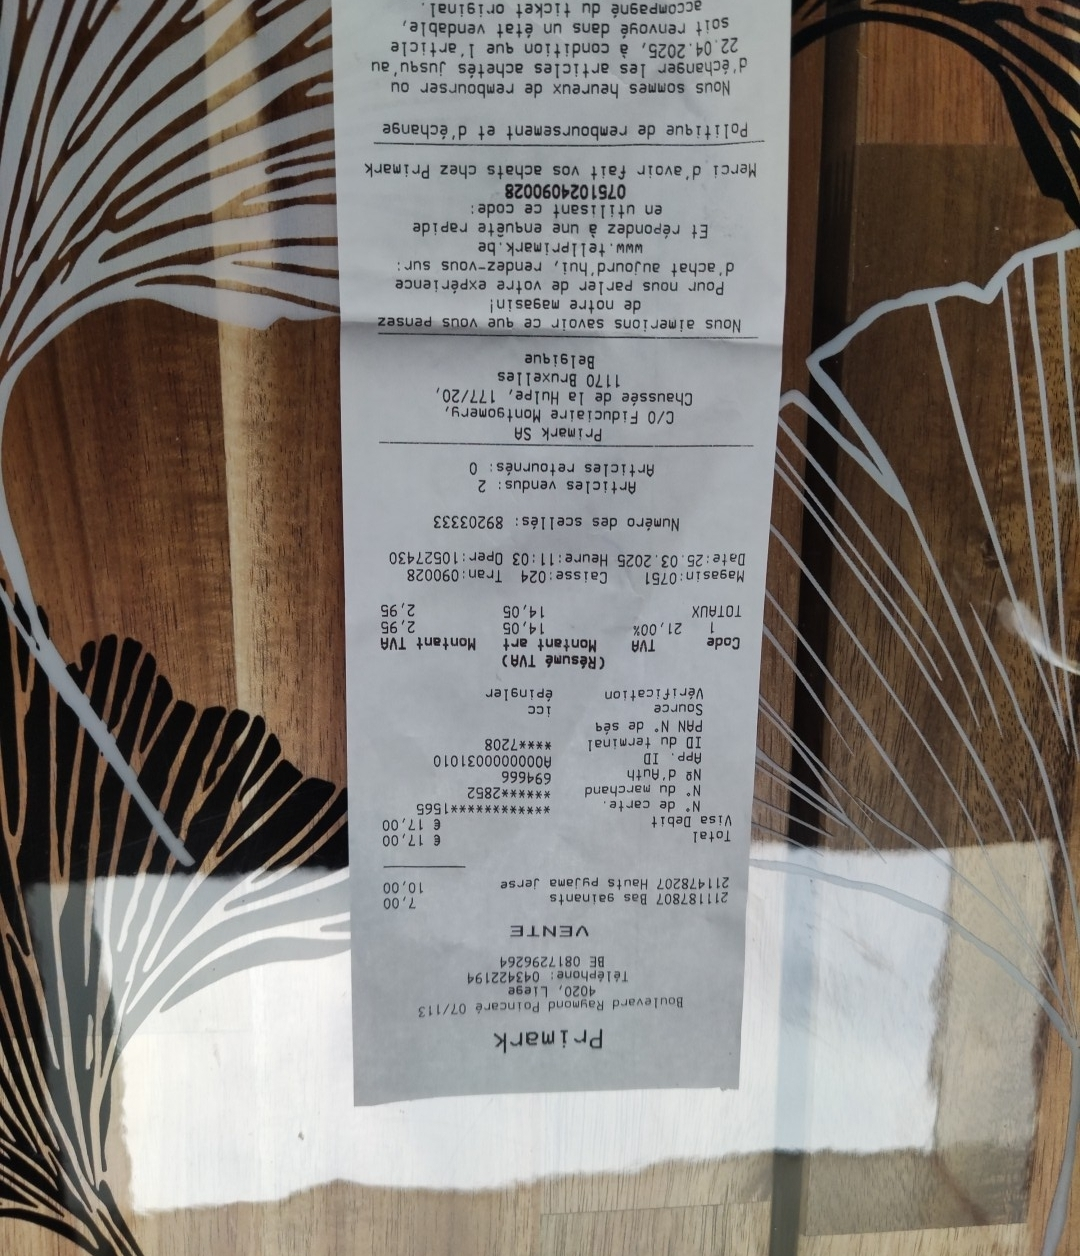 Primark
Boulevard Raymond Poincaré 07/113
4020, Liege
Téléphone: 043422194
BE 0817296264
VENTE
211187807 Bas gainants 7,00
211478207 Hauts pyjama jerse 10,00
Total € 17,00
Visa Debit € 17,00
N° de carte. ************1565
N° du marchand ******2852
Nº d'Auth 694666
App. ID A0000000031010
ID du terminal ****7208
PAN N° de séq
Source icc
Vérification épingler
(Résumé TVA)
Code TVA Montant art Montant TVA
1 21,00% 14,05 2,95
TOTAUX 14,05 2,95
Magasin:0751 Caisse:024 Tran:0900028
Date:25.03.2025 Heure:11:03 Oper:10527430
Numéro des scellés: 89203333
Articles vendus: 2
Articles retournés: 0
Primark SA
C/O Fiduciaire Montgomery,
Chaussée de la Hulpe, 177/20,
1170 Bruxelles
Belgique
Nous aimerions savoir ce que vous pensez
de notre magasin!
Pour nous parler de votre expérience
d'achat aujourd'hui, rendez-vous sur:
www.tellprimark.be
Et répondez à une enquête rapide
en utilisant ce code:
0751024090028
Merci d'avoir fait vos achats chez Primark
Politique de remboursement et d'échange
Nous sommes heureux de rembourser ou
d'échanger les articles achetés jusqu'au
22.04.2025, à condition que l'article
soit renvoyé dans un état vendable,
accompagné du ticket original.